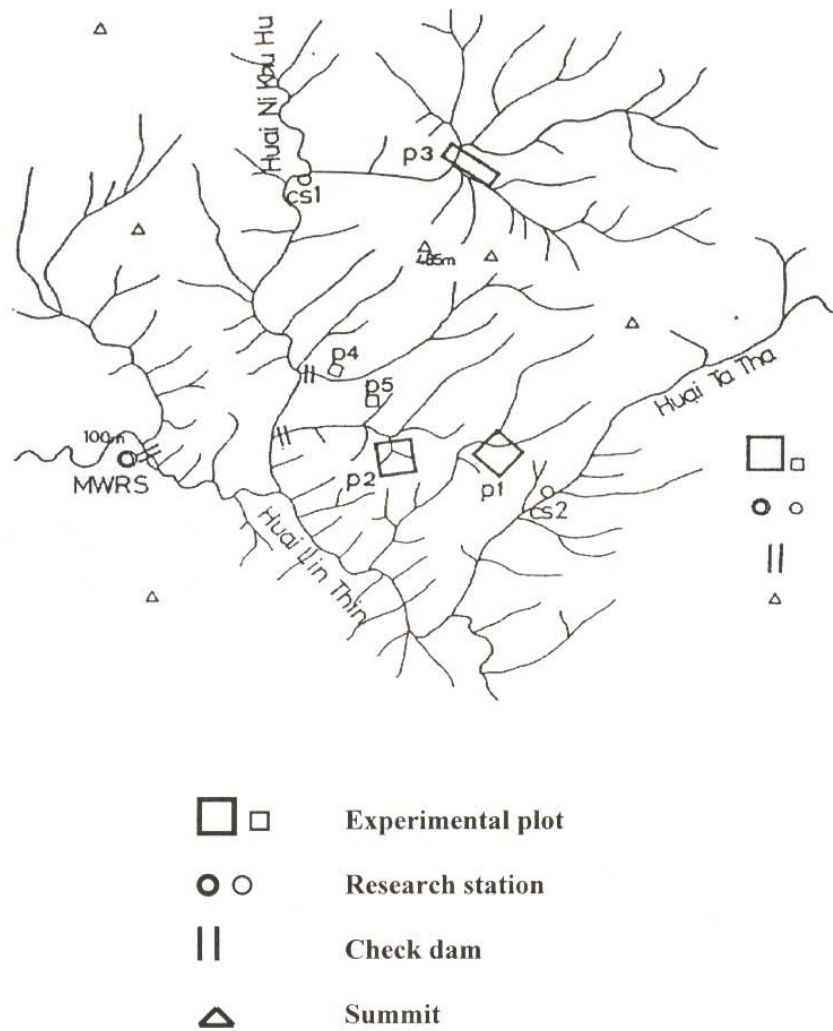 Huai Ni Khu Hu
p3
cs1
485m
p4
p5
Huai Ta Tha
100m
MWRS
p2
p1
cs2
Huai Lin Thin
Experimental plot
Research station
Check dam
Summit